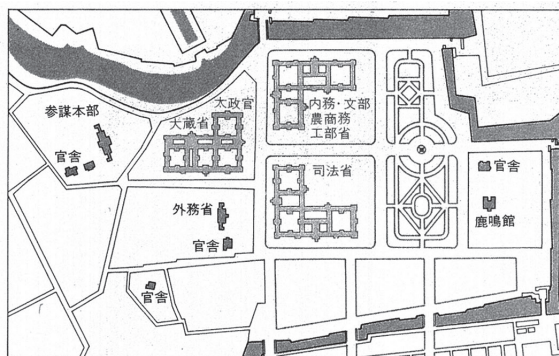 参謀本部
官舎
太政官
大蔵省
内務・文部
農商務
工部省
司法省
外務省
官舎
官舎
官舎
鹿鳴館